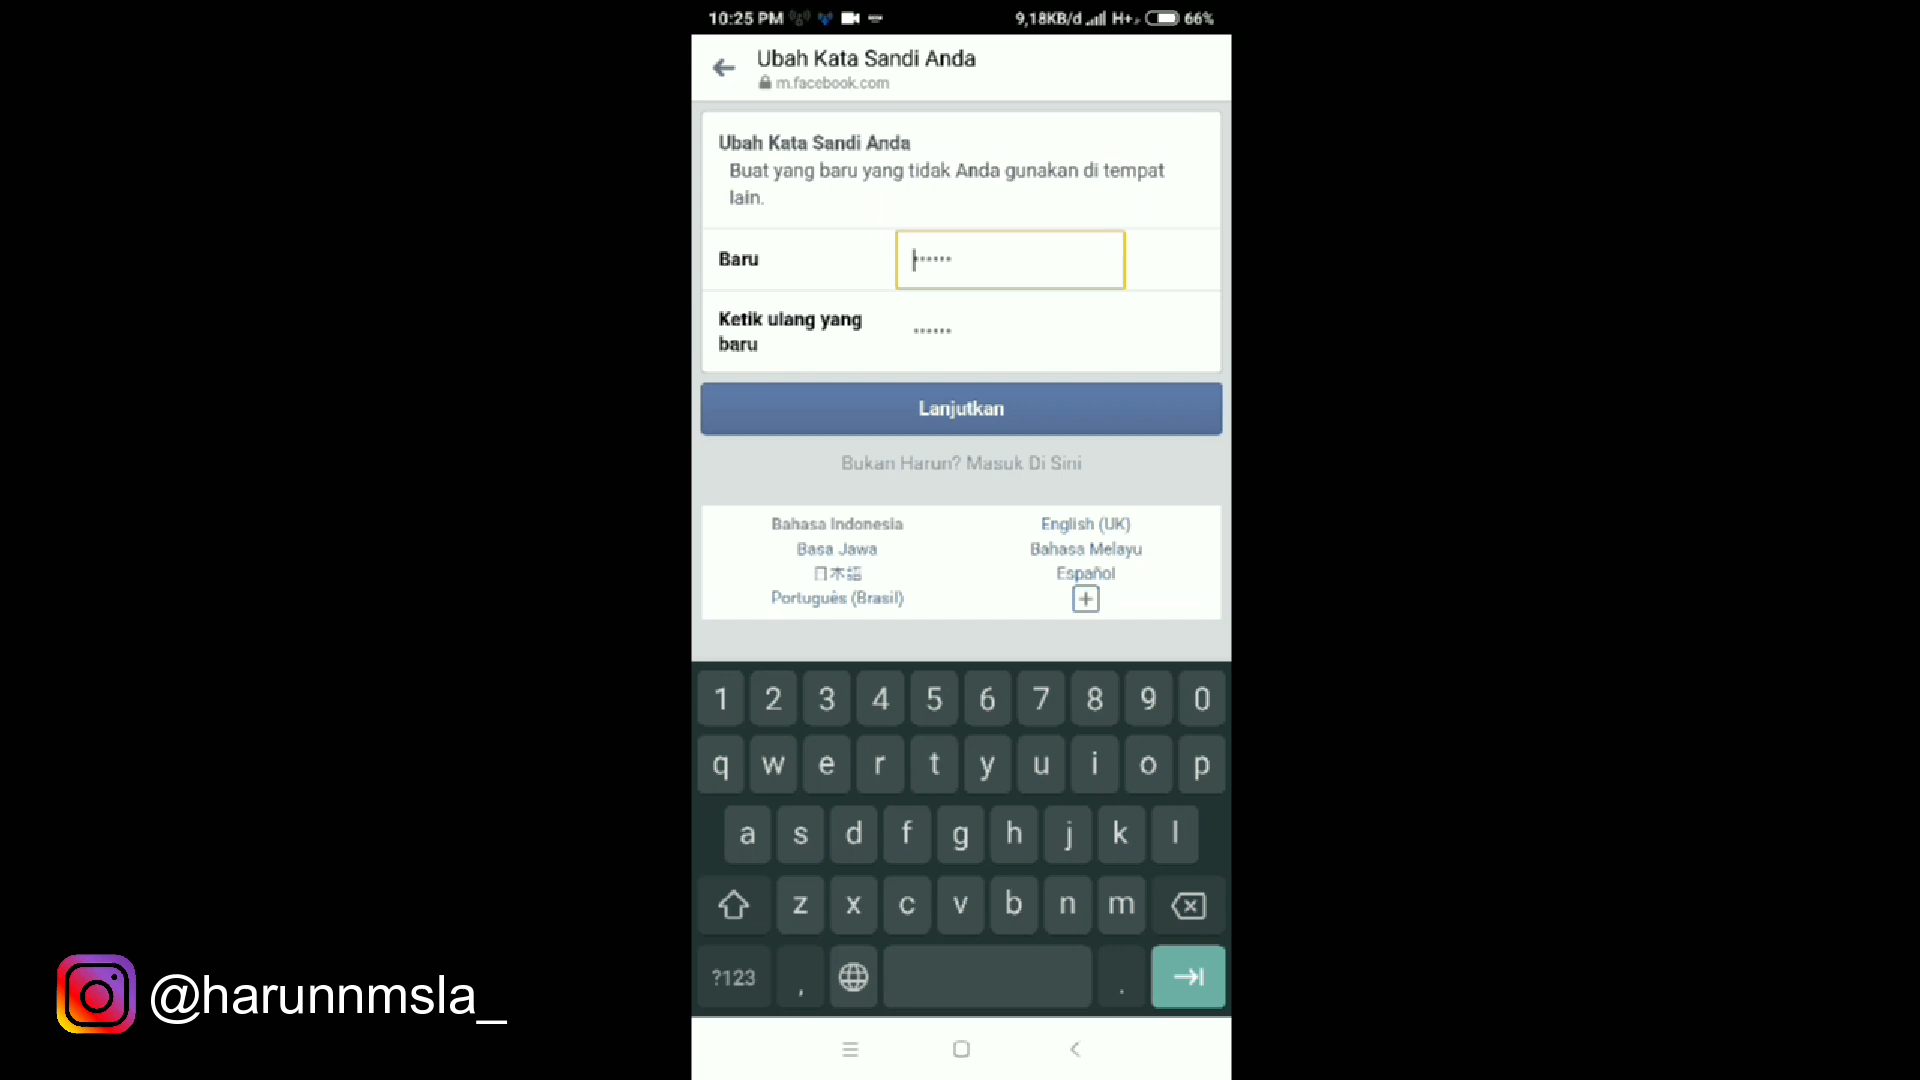 10:25 PM 9,18KB/d H+ 66%
Ubah Kata Sandi Anda
m.facebook.com
Ubah Kata Sandi Anda
Buat yang baru yang tidak Anda gunakan di tempat
lain.
Baru ••••••
Ketik ulang yang
baru
••••••
Lanjutkan
Bukan Harun? Masuk Di Sini
Bahasa Indonesia English (UK)
Basa Jawa Bahasa Melayu
日本語 Español
Português (Brasil) +
1 2 3 4 5 6 7 8 9 0
q w e r t y u i o p
a s d f g h j k l
z x c v b n m
?123 , .
@harunnmsla_